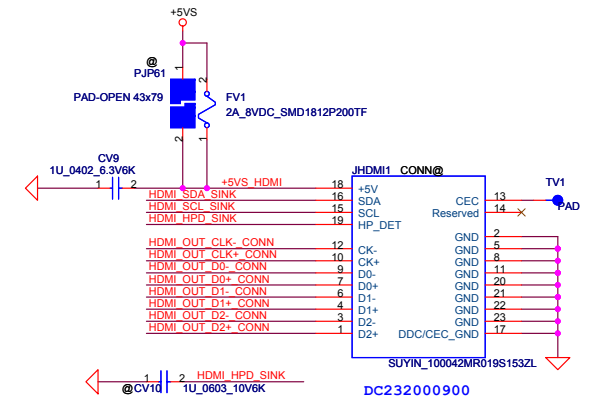 +5VS
@
PJP61
1
2
PAD-OPEN 43x79
FV1
2A_8VDC_SMD1812P200TF
2
1
CV9
1U_0402_6.3V6K
1 2
+5VS_HDMI
HDMI_SDA_SINK
HDMI_SCL_SINK
HDMI_HPD_SINK
JHDMI1 CONN@
18 +5V
16 SDA
15 SCL
19 HP_DET
CEC 13
Reserved 14
TV1
PAD
HDMI_OUT_CLK-_CONN 12 CK-
HDMI_OUT_CLK+_CONN 10 CK+
HDMI_OUT_D0-_CONN 9 D0-
HDMI_OUT_D0+_CONN 7 D0+
HDMI_OUT_D1-_CONN 6 D1-
HDMI_OUT_D1+_CONN 4 D1+
HDMI_OUT_D2-_CONN 3 D2-
HDMI_OUT_D2+_CONN 1 D2+
GND 2
GND 5
GND 8
GND 11
GND 20
GND 21
GND 22
GND 23
DDC/CEC_GND 17
SUYIN_100042MR019S153ZL
DC232000900
1 2 HDMI_HPD_SINK
@CV10 1U_0603_10V6K